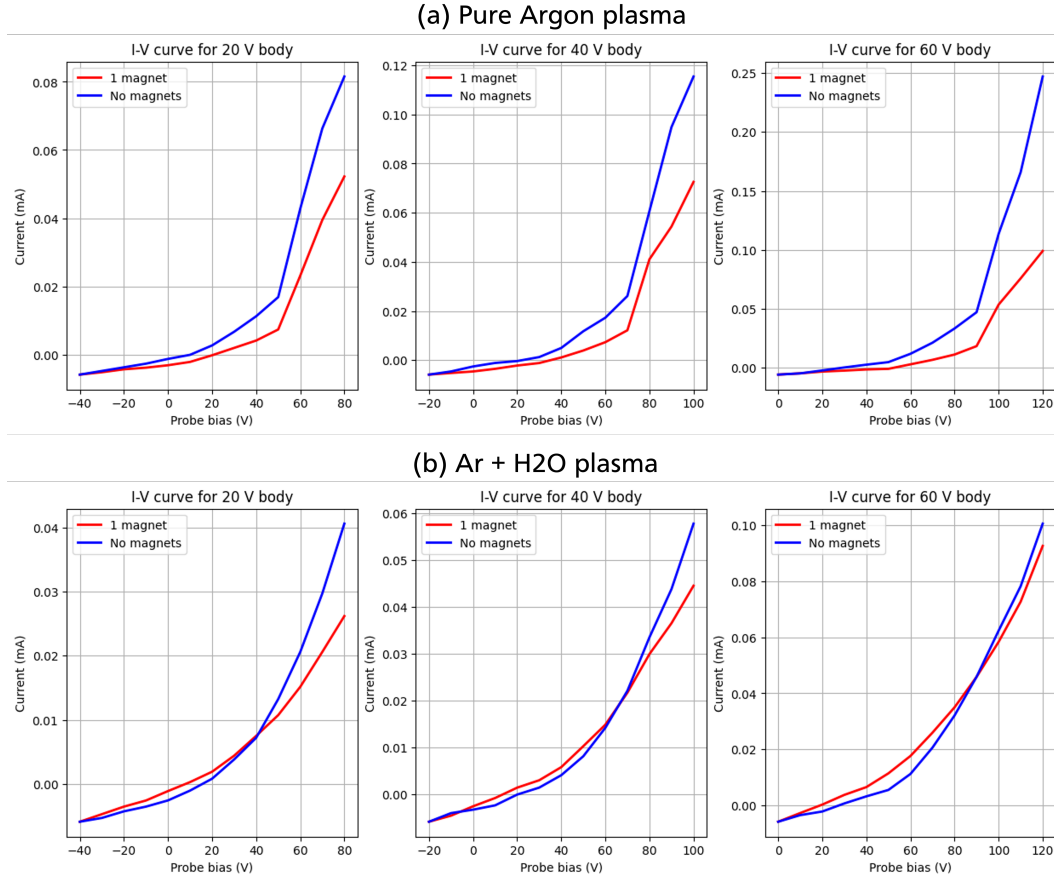 (a) Pure Argon plasma
I-V curve for 20 V body
1 magnet
No magnets
0.08
0.06
0.04
0.02
0.00
Current (mA)
−40 −20 0 20 40 60 80
Probe bias (V)
I-V curve for 40 V body
1 magnet
No magnets
0.12
0.10
0.08
0.06
0.04
0.02
0.00
Current (mA)
−20 0 20 40 60 80 100
Probe bias (V)
I-V curve for 60 V body
1 magnet
No magnets
0.25
0.20
0.15
0.10
0.05
0.00
Current (mA)
0 20 40 60 80 100 120
Probe bias (V)
(b) Ar + H2O plasma
I-V curve for 20 V body
1 magnet
No magnets
0.04
0.03
0.02
0.01
0.00
Current (mA)
−40 −20 0 20 40 60 80
Probe bias (V)
I-V curve for 40 V body
1 magnet
No magnets
0.06
0.05
0.04
0.03
0.02
0.01
0.00
Current (mA)
−20 0 20 40 60 80 100
Probe bias (V)
I-V curve for 60 V body
1 magnet
No magnets
0.10
0.08
0.06
0.04
0.02
0.00
Current (mA)
0 20 40 60 80 100 120
Probe bias (V)